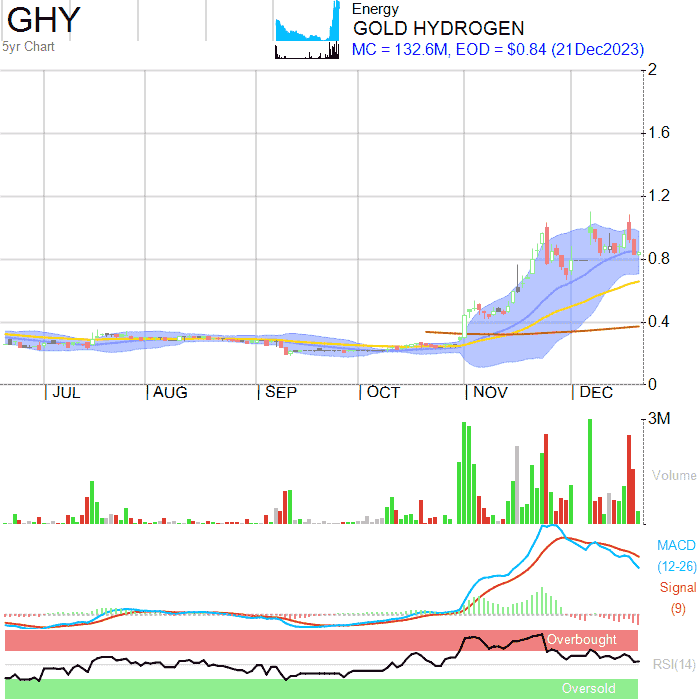 GHY
5yr Chart
Energy
GOLD HYDROGEN
MC = 132.6M, EOD = $0.84 (21Dec2023)
2
1.6
1.2
0.8
0.4
0
JUL AUG SEP OCT NOV DEC
3M
Volume
MACD
(12-26)
Signal
(9)
Overbought
RSI(14)
Oversold